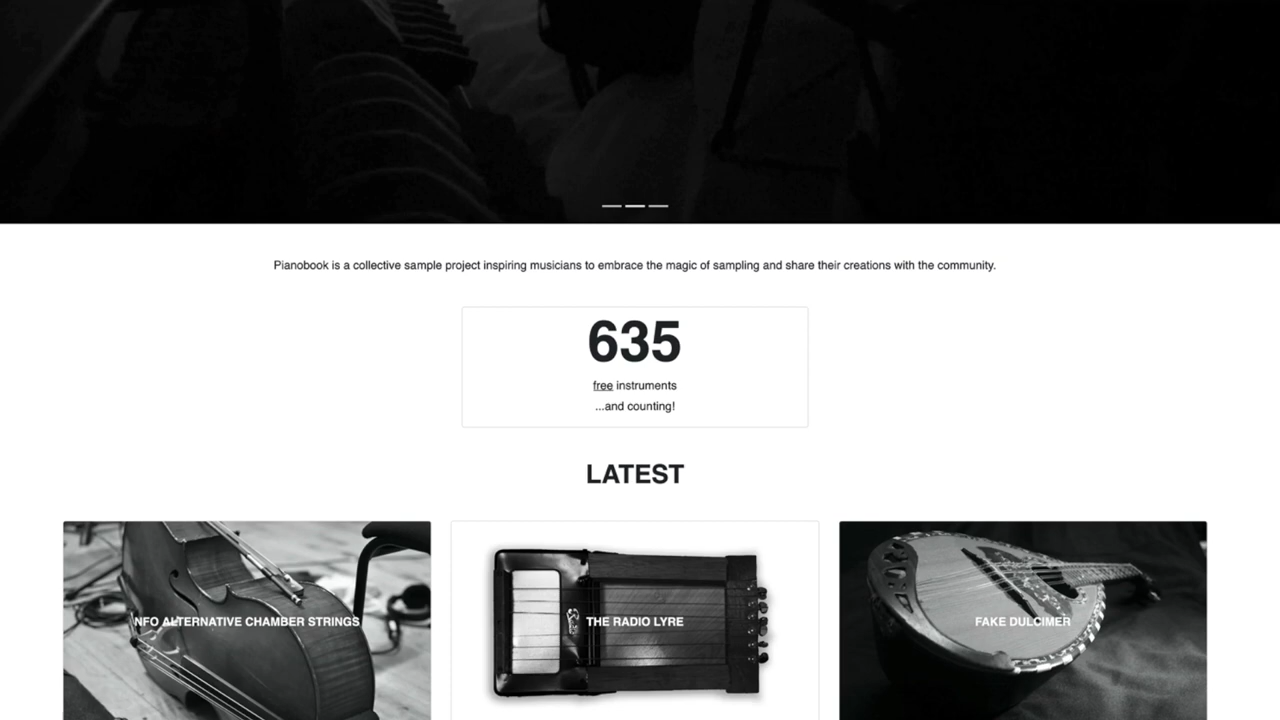 Pianobook is a collective sample project inspiring musicians to embrace the magic of sampling and share their creations with the community.
635
free instruments
...and counting!
LATEST
NFO ALTERNATIVE CHAMBER STRINGS
THE RADIO LYRE
FAKE DULCIMER